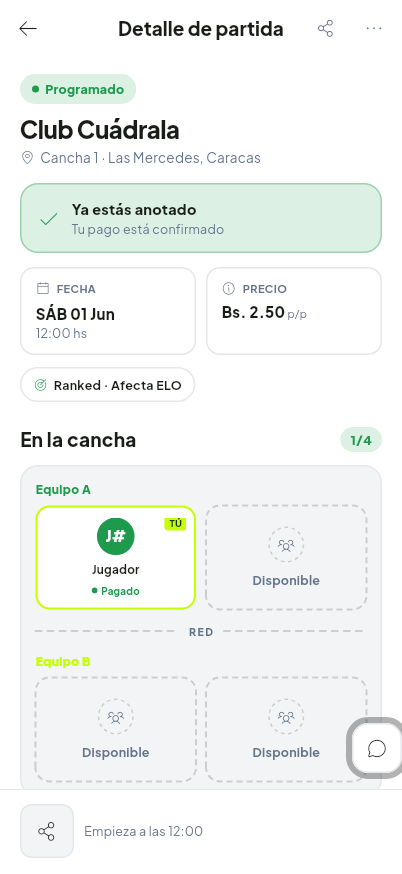 Detalle de partida
Programado
Club Cuádrala
Cancha 1 · Las Mercedes, Caracas
Ya estás anotado
Tu pago está confirmado
FECHA
SÁB 01 Jun
12:00 hs
PRECIO
Bs. 2.50 p/p
Ranked · Afecta ELO
En la cancha
1/4
Equipo A
J#
TÚ
Jugador
Pagado
Disponible
RED
Equipo B
Disponible
Disponible
Empieza a las 12:00